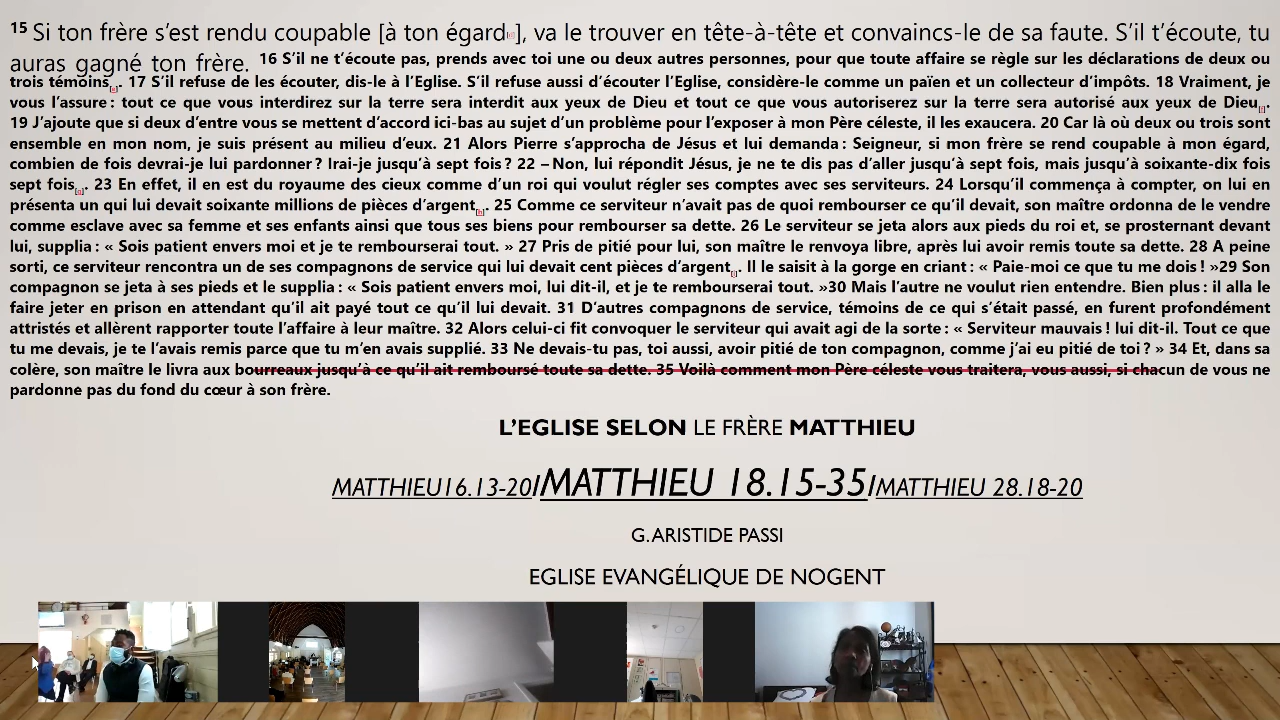 15 Si ton frère s’est rendu coupable [à ton égard[d]], va le trouver en tête-à-tête et convaincs-le de sa faute. S’il t’écoute, tu
auras gagné ton frère. 16 S’il ne t’écoute pas, prends avec toi une ou deux autres personnes, pour que toute affaire se règle sur les déclarations de deux ou
trois témoins[e]. 17 S’il refuse de les écouter, dis-le à l’Eglise. S’il refuse aussi d’écouter l’Eglise, considère-le comme un païen et un collecteur d’impôts. 18 Vraiment, je
vous l’assure : tout ce que vous interdirez sur la terre sera interdit aux yeux de Dieu et tout ce que vous autoriserez sur la terre sera autorisé aux yeux de Dieu[f].
19 J’ajoute que si deux d’entre vous se mettent d’accord ici-bas au sujet d’un problème pour l’exposer à mon Père céleste, il les exaucera. 20 Car là où deux ou trois sont
ensemble en mon nom, je suis présent au milieu d’eux. 21 Alors Pierre s’approcha de Jésus et lui demanda : Seigneur, si mon frère se rend coupable à mon égard,
combien de fois devrai-je lui pardonner ? Irai-je jusqu’à sept fois ? 22 – Non, lui répondit Jésus, je ne te dis pas d’aller jusqu’à sept fois, mais jusqu’à soixante-dix fois
sept fois[g]. 23 En effet, il en est du royaume des cieux comme d’un roi qui voulut régler ses comptes avec ses serviteurs. 24 Lorsqu’il commença à compter, on lui en
présenta un qui lui devait soixante millions de pièces d’argent[h]. 25 Comme ce serviteur n’avait pas de quoi rembourser ce qu’il devait, son maître ordonna de le vendre
comme esclave avec sa femme et ses enfants ainsi que tous ses biens pour rembourser sa dette. 26 Le serviteur se jeta alors aux pieds du roi et, se prosternant devant
lui, supplia : « Sois patient envers moi et je te rembourserai tout. » 27 Pris de pitié pour lui, son maître le renvoya libre, après lui avoir remis toute sa dette. 28 A peine
sorti, ce serviteur rencontra un de ses compagnons de service qui lui devait cent pièces d’argent[i]. Il le saisit à la gorge en criant : « Paie-moi ce que tu me dois ! »29 Son
compagnon se jeta à ses pieds et le supplia : « Sois patient envers moi, lui dit-il, et je te rembourserai tout. »30 Mais l’autre ne voulut rien entendre. Bien plus : il alla le
faire jeter en prison en attendant qu’il ait payé tout ce qu’il lui devait. 31 D’autres compagnons de service, témoins de ce qui s’était passé, en furent profondément
attristés et allèrent rapporter toute l’affaire à leur maître. 32 Alors celui-ci fit convoquer le serviteur qui avait agi de la sorte : « Serviteur mauvais ! lui dit-il. Tout ce que
tu me devais, je te l’avais remis parce que tu m’en avais supplié. 33 Ne devais-tu pas, toi aussi, avoir pitié de ton compagnon, comme j’ai eu pitié de toi ? » 34 Et, dans sa
colère, son maître le livra aux bourreaux jusqu’à ce qu’il ait remboursé toute sa dette. 35 Voilà comment mon Père céleste vous traitera, vous aussi, si chacun de vous ne
pardonne pas du fond du cœur à son frère.
L’EGLISE SELON LE FRÈRE MATTHIEU
MATTHIEU16.13-20/MATTHIEU 18.15-35/MATTHIEU 28.18-20
G. ARISTIDE PASSI
EGLISE EVANGÉLIQUE DE NOGENT